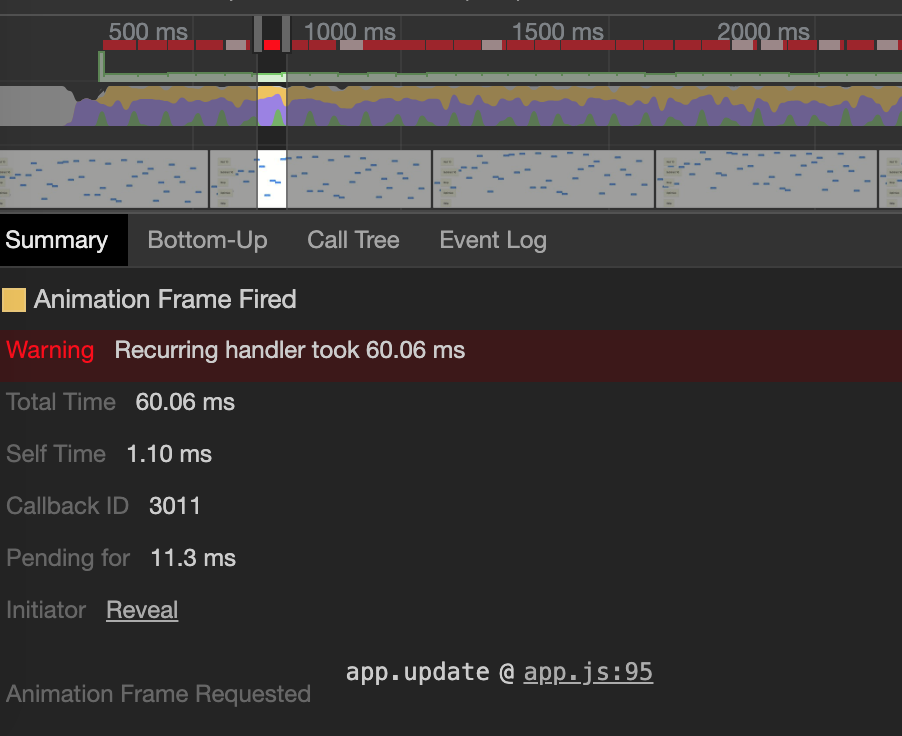 500 ms 1000 ms 1500 ms 2000 ms
Summary Bottom-Up Call Tree Event Log
Animation Frame Fired
Warning Recurring handler took 60.06 ms
Total Time 60.06 ms
Self Time 1.10 ms
Callback ID 3011
Pending for 11.3 ms
Initiator Reveal
app.update @ app.js:95
Animation Frame Requested